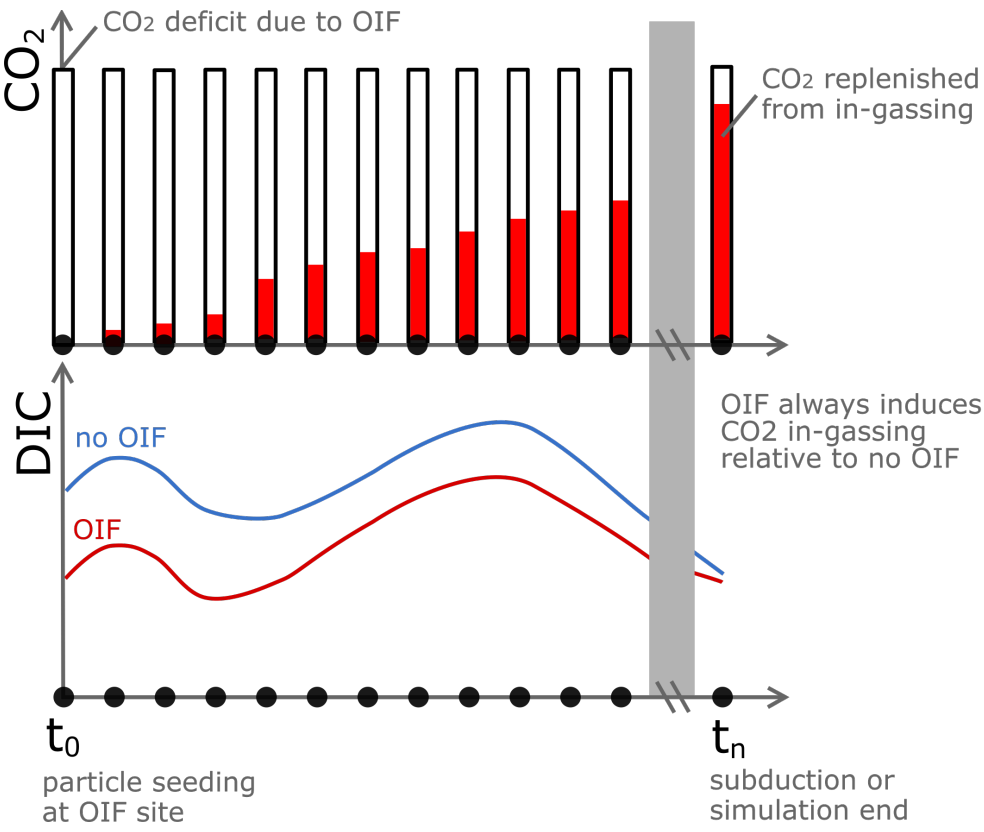 CO₂ deficit due to OIF
CO₂
CO₂ replenished
from in-gassing
DIC
no OIF
OIF
OIF always induces
CO2 in-gassing
relative to no OIF
t₀
tₙ
particle seeding
at OIF site
subduction or
simulation end